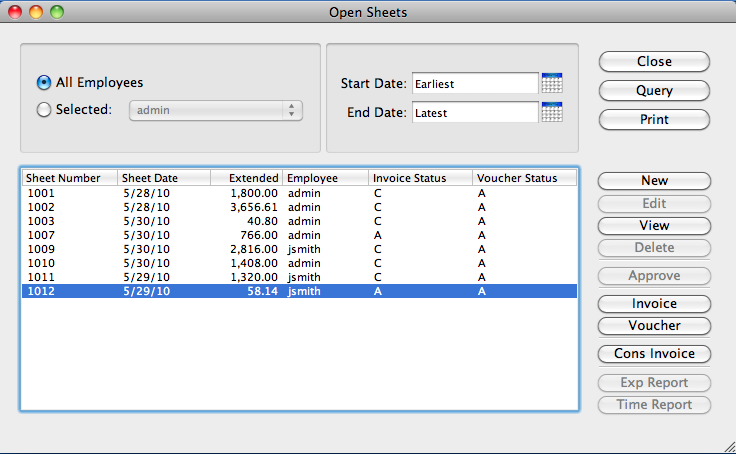 Open Sheets
All Employees
Selected: admin
Start Date: Earliest
End Date: Latest
Close
Query
Print
Sheet Number Sheet Date Extended Employee Invoice Status Voucher Status
1001 5/28/10 1,800.00 admin C A
1002 5/28/10 3,656.61 admin C A
1003 5/30/10 40.80 admin C A
1007 5/30/10 766.00 admin A A
1009 5/30/10 2,816.00 jsmith C A
1010 5/30/10 1,408.00 admin C A
1011 5/29/10 1,320.00 jsmith C A
1012 5/29/10 58.14 jsmith A A
New
Edit
View
Delete
Approve
Invoice
Voucher
Cons Invoice
Exp Report
Time Report